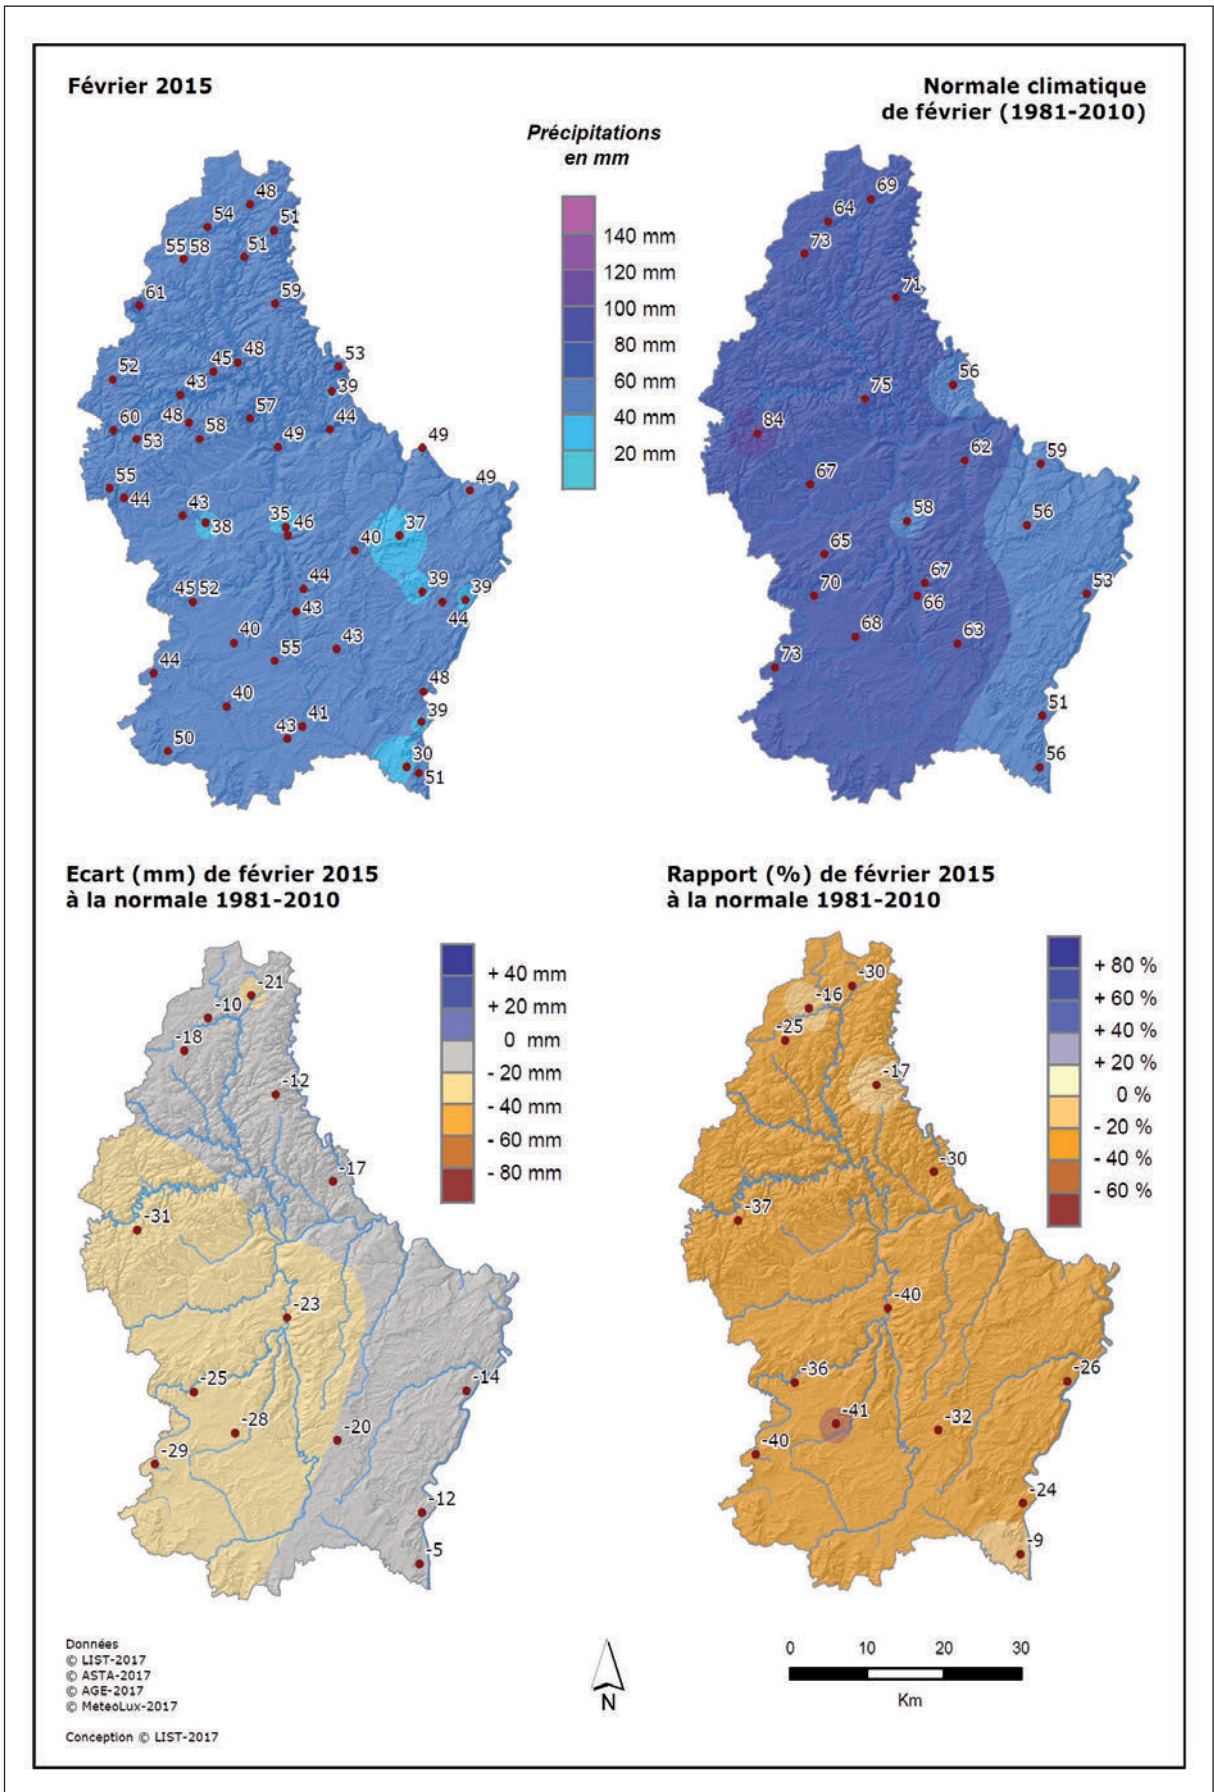 Février 2015
Normale climatique
de février (1981-2010)
Précipitations
en mm
140 mm
120 mm
100 mm
80 mm
60 mm
40 mm
20 mm
48
54
51
55 58
51
61
59
48
45
53
52
43
39
60
48
57
44
53
58
49
49
55
44
49
43
38
35
46
37
40
44
39
39
45 52
43
44
40
55
43
44
48
40
39
43
41
50
30
51
69
64
73
71
56
75
84
62
59
67
58
56
65
67
70
66
53
68
63
73
51
56
Ecart (mm) de février 2015
à la normale 1981-2010
+ 40 mm
+ 20 mm
0 mm
- 20 mm
- 40 mm
- 60 mm
- 80 mm
-21
-10
-18
-12
-17
-31
-23
-25
-14
-28
-20
-29
-12
-5
Rapport (%) de février 2015
à la normale 1981-2010
+ 80 %
+ 60 %
+ 40 %
+ 20 %
0 %
- 20 %
- 40 %
- 60 %
-30
-16
-25
-17
-30
-37
-40
-36
-26
-41
-32
-40
-24
-9
Données
© LIST-2017
© ASTA-2017
© AGE-2017
© MeteoLux-2017
Conception © LIST-2017
N
0 10 20 30
Km